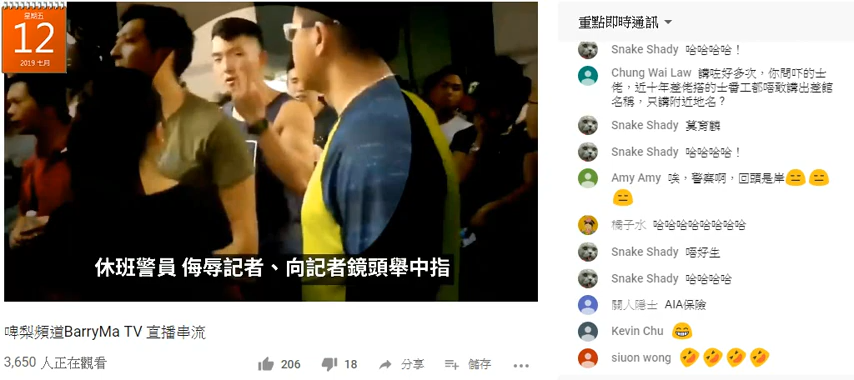 星期五
12
2019 七月
休班警員 侮辱記者、向記者鏡頭舉中指
啤梨頻道BarryMa TV 直播串流
3,650 人正在觀看
206
18
分享
儲存
重點即時通訊
Snake Shady 哈哈哈哈！
Chung Wai Law 講咗好多次，你問吓的士
佬，近十年差佬搭的士番工都唔敢講出差館
名稱，只講附近地名？
Snake Shady 莫育麟
Snake Shady 哈哈哈哈！
Amy Amy 唉，警察啊，回頭是岸😑😑
😑
橘子水 哈哈哈哈哈哈哈哈
Snake Shady 唔好生
Snake Shady 哈哈哈哈
閒人隱士 AIA保險
Kevin Chu 😂
siuon wong 🤣🤣🤣🤣